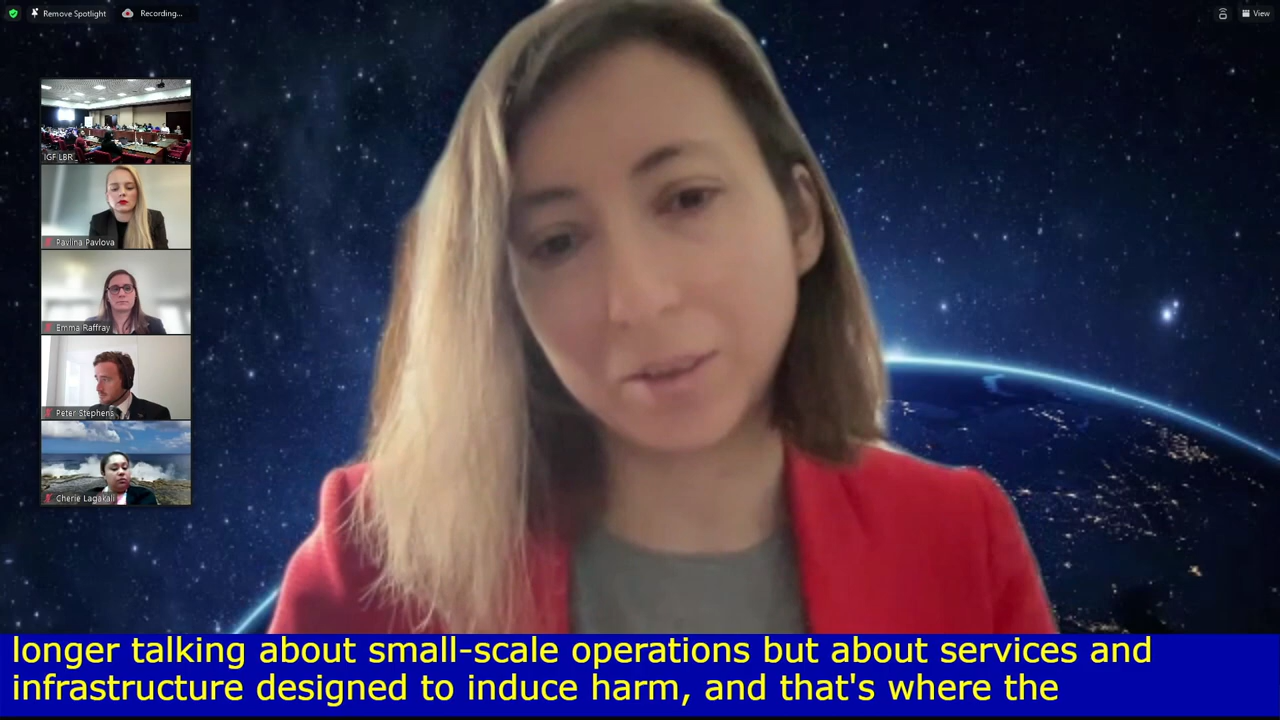 Remove Spotlight
Recording...
View
IGF LBR
Pavlina Pavlova
Emma Raffray
Peter Stephens
Cherie Lagakali
longer talking about small-scale operations but about services and
infrastructure designed to induce harm, and that's where the